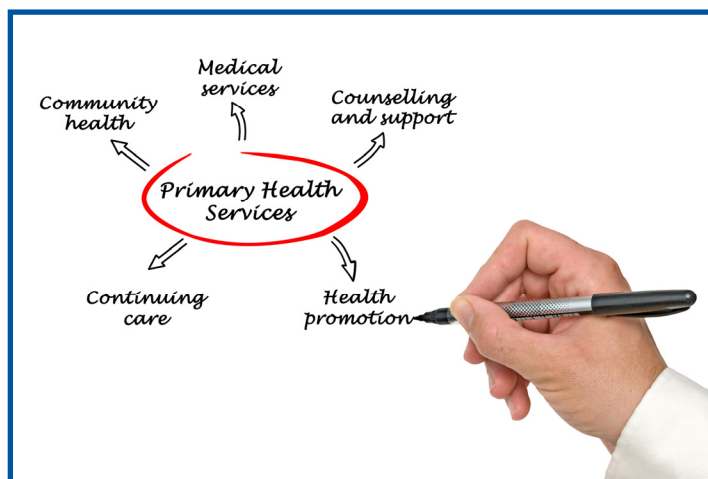 Medical
services
Community
health
Counselling
and support
Primary Health
Services
Continuing
care
Health
promotion